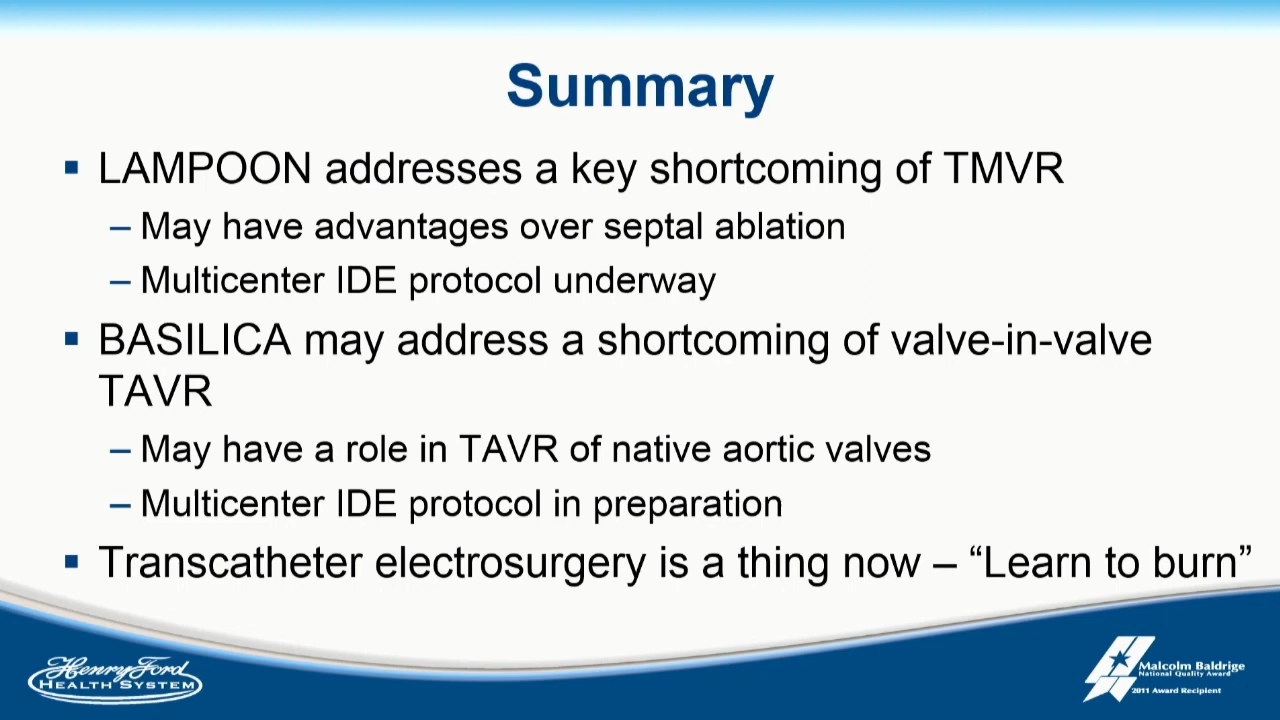 Summary
▪ LAMPOON addresses a key shortcoming of TMVR
– May have advantages over septal ablation
– Multicenter IDE protocol underway
▪ BASILICA may address a shortcoming of valve-in-valve
TAVR
– May have a role in TAVR of native aortic valves
– Multicenter IDE protocol in preparation
▪ Transcatheter electrosurgery is a thing now – “Learn to burn”
Henry Ford
HEALTH SYSTEM
Malcolm Baldrige
National Quality Award
2011 Award Recipient